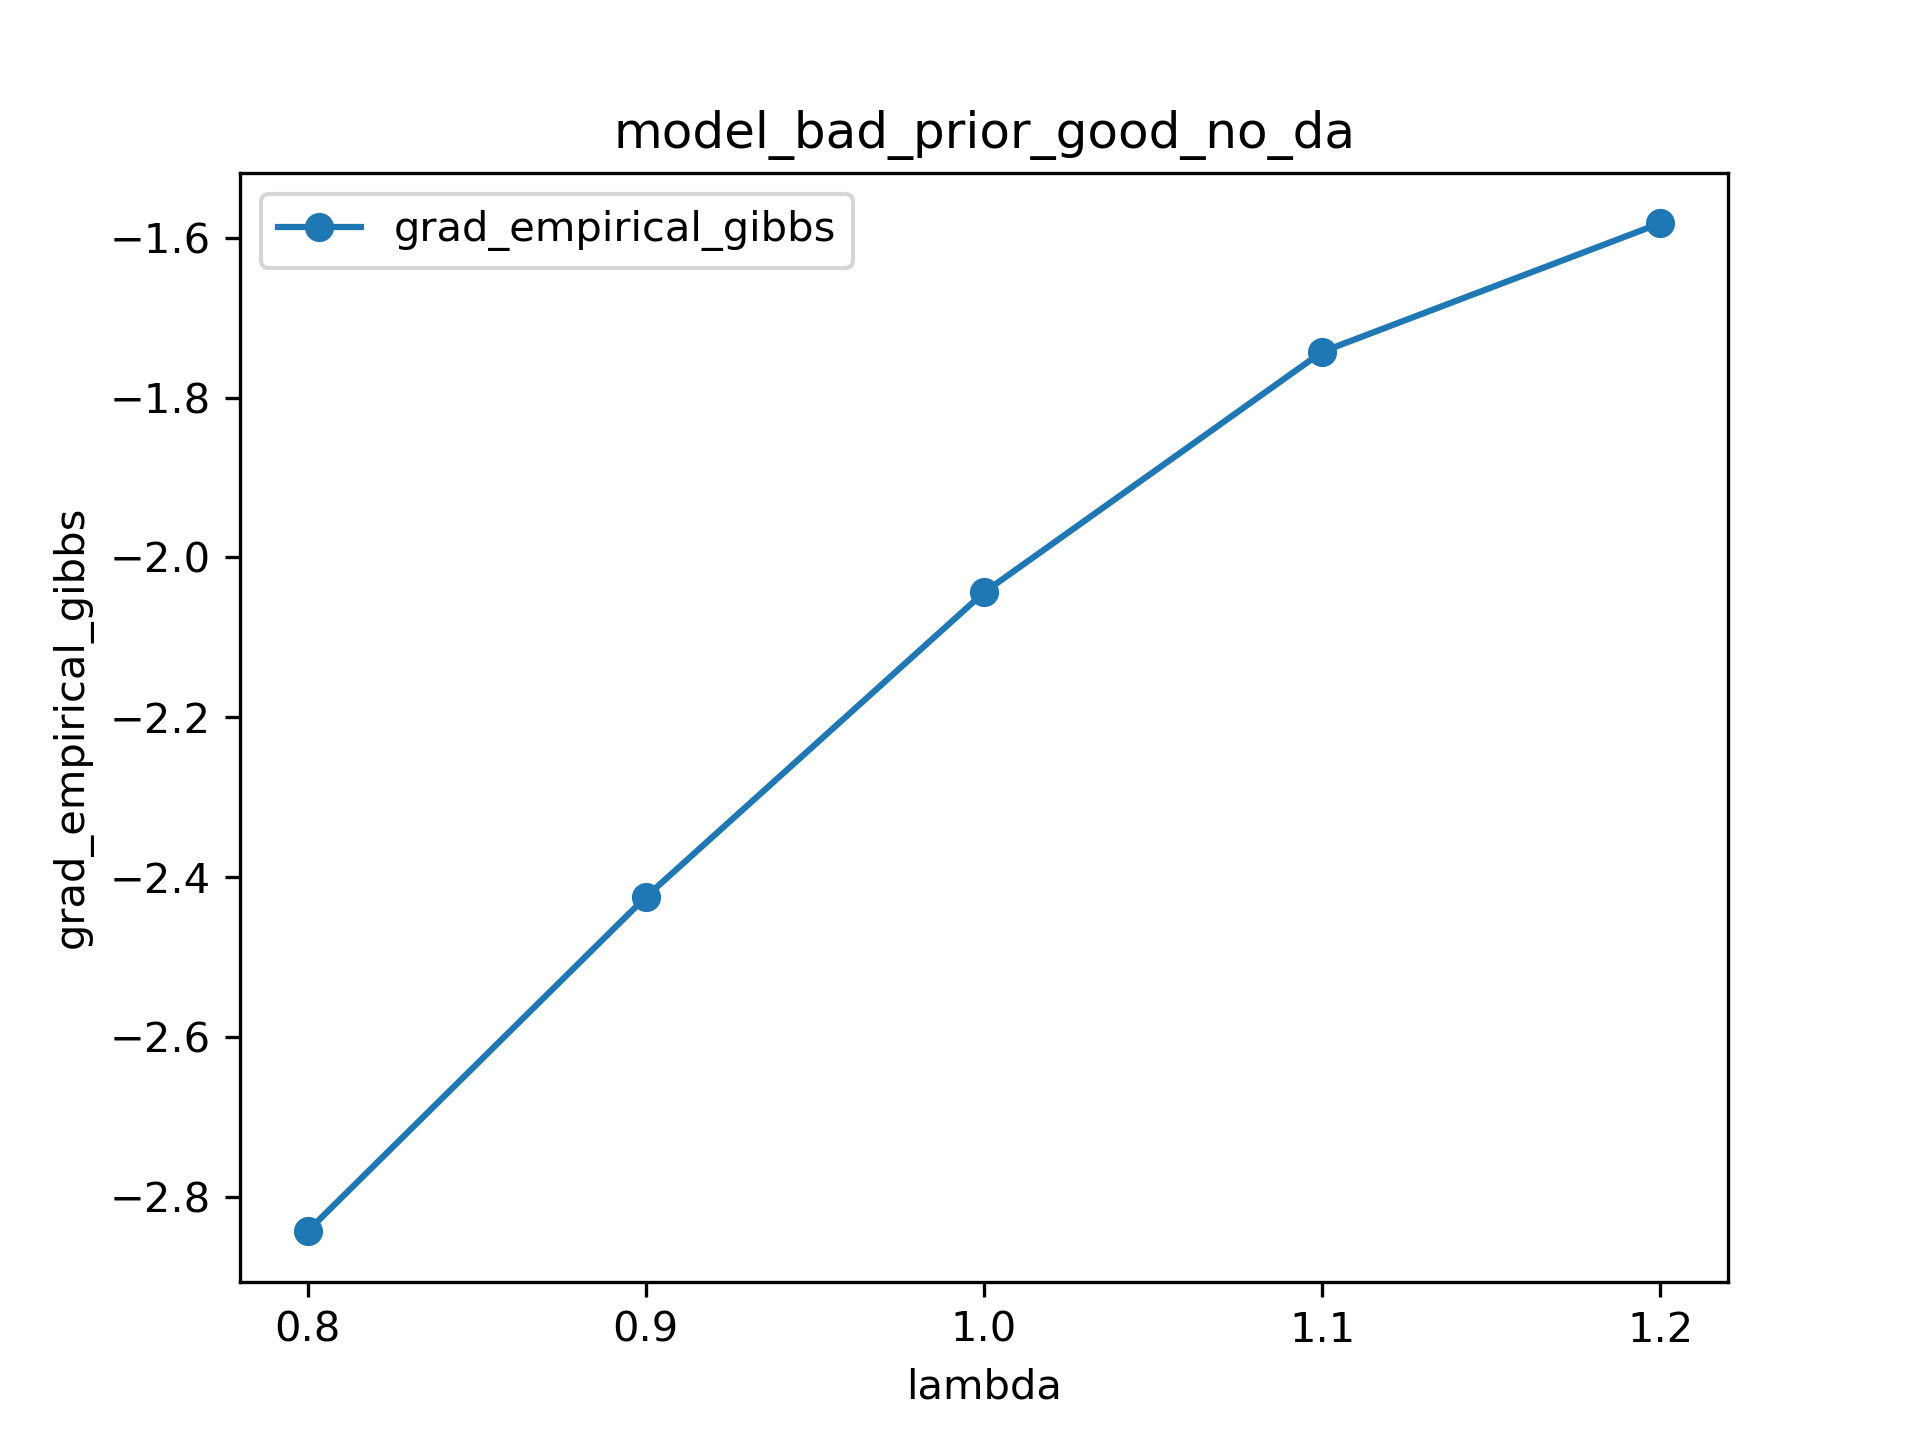 model_bad_prior_good_no_da
grad_empirical_gibbs
grad_empirical_gibbs
−1.6
−1.8
−2.0
−2.2
−2.4
−2.6
−2.8
0.8 0.9 1.0 1.1 1.2
lambda